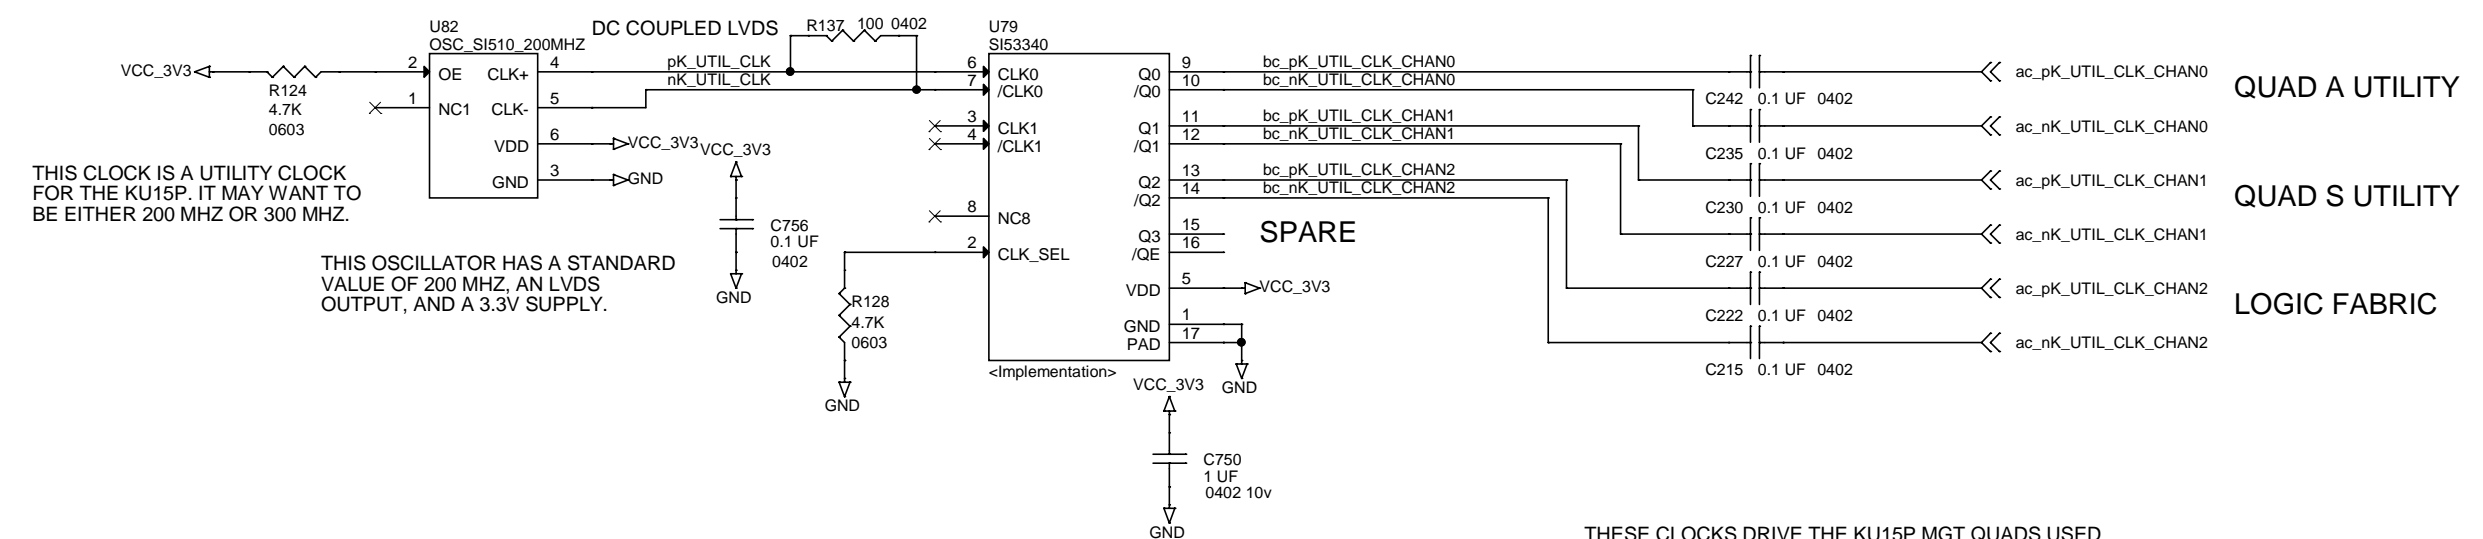 U82
OSC_SI510_200MHZ
DC COUPLED LVDS
R137 100 0402
U79
SI53340
VCC_3V3
R124
4.7K
0603
2 OE
1 NC1
CLK+ 4
CLK- 5
VDD 6
VCC_3V3
GND 3
GND
pK_UTIL_CLK
nK_UTIL_CLK
THIS CLOCK IS A UTILITY CLOCK
FOR THE KU15P. IT MAY WANT TO
BE EITHER 200 MHZ OR 300 MHZ.
THIS OSCILLATOR HAS A STANDARD
VALUE OF 200 MHZ, AN LVDS
OUTPUT, AND A 3.3V SUPPLY.
VCC_3V3
C756
0.1 UF
0402
GND
R128
4.7K
0603
GND
6 CLK0
7 /CLK0
3 CLK1
4 /CLK1
8 NC8
2 CLK_SEL
Q0 9
/Q0 10
Q1 11
/Q1 12
Q2 13
/Q2 14
Q3 15
/QE 16
VDD 5
VCC_3V3
GND 1
PAD 17
GND
<Implementation>
VCC_3V3
C750
1 UF
0402 10v
GND
bc_pK_UTIL_CLK_CHAN0
bc_nK_UTIL_CLK_CHAN0
bc_pK_UTIL_CLK_CHAN1
bc_nK_UTIL_CLK_CHAN1
bc_pK_UTIL_CLK_CHAN2
bc_nK_UTIL_CLK_CHAN2
SPARE
C242 0.1 UF 0402
C235 0.1 UF 0402
C230 0.1 UF 0402
C227 0.1 UF 0402
C222 0.1 UF 0402
C215 0.1 UF 0402
ac_pK_UTIL_CLK_CHAN0
ac_nK_UTIL_CLK_CHAN0
ac_pK_UTIL_CLK_CHAN1
ac_nK_UTIL_CLK_CHAN1
ac_pK_UTIL_CLK_CHAN2
ac_nK_UTIL_CLK_CHAN2
QUAD A UTILITY
QUAD S UTILITY
LOGIC FABRIC
THESE CLOCKS DRIVE THE KU15P MGT QUADS USED